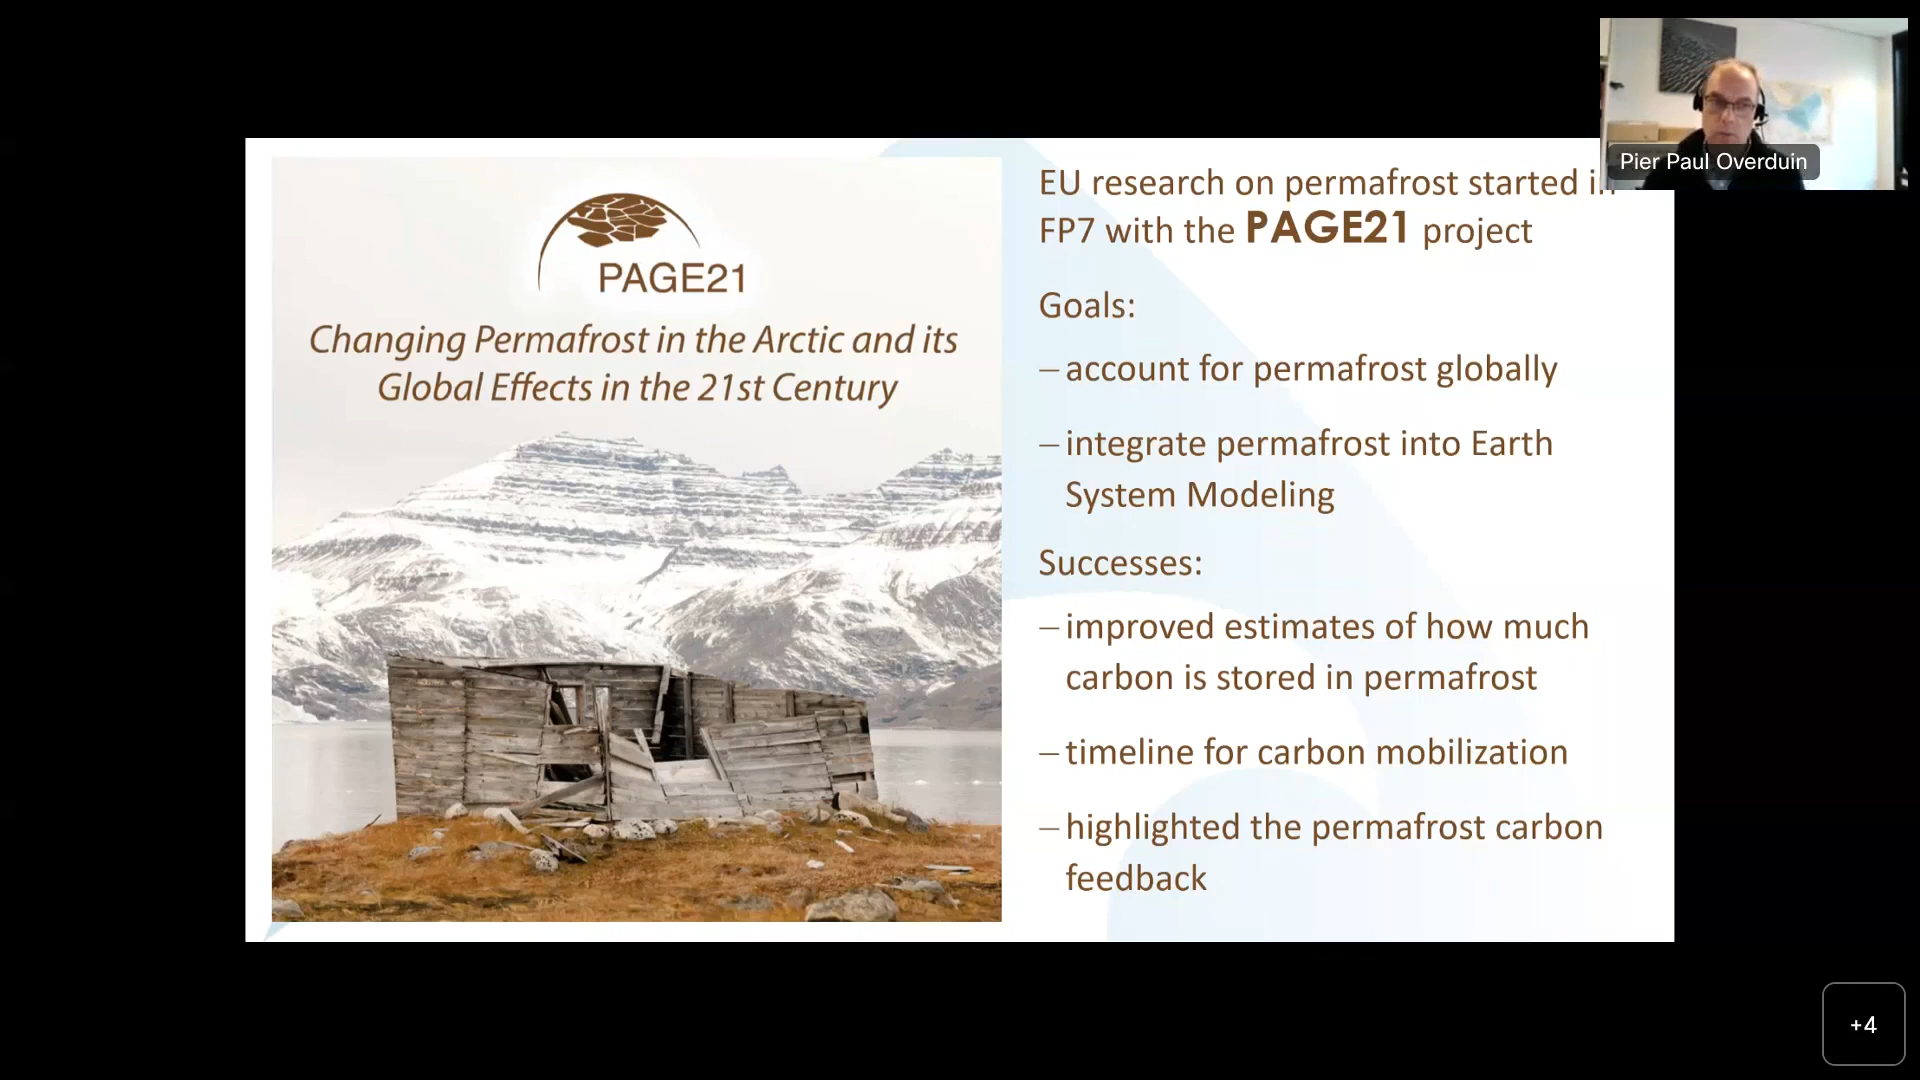 PAGE21
Changing Permafrost in the Arctic and its
Global Effects in the 21st Century
EU research on permafrost started in
FP7 with the PAGE21 project
Goals:
– account for permafrost globally
– integrate permafrost into Earth
System Modeling
Successes:
– improved estimates of how much
carbon is stored in permafrost
– timeline for carbon mobilization
– highlighted the permafrost carbon
feedback
Pier Paul Overduin
+4